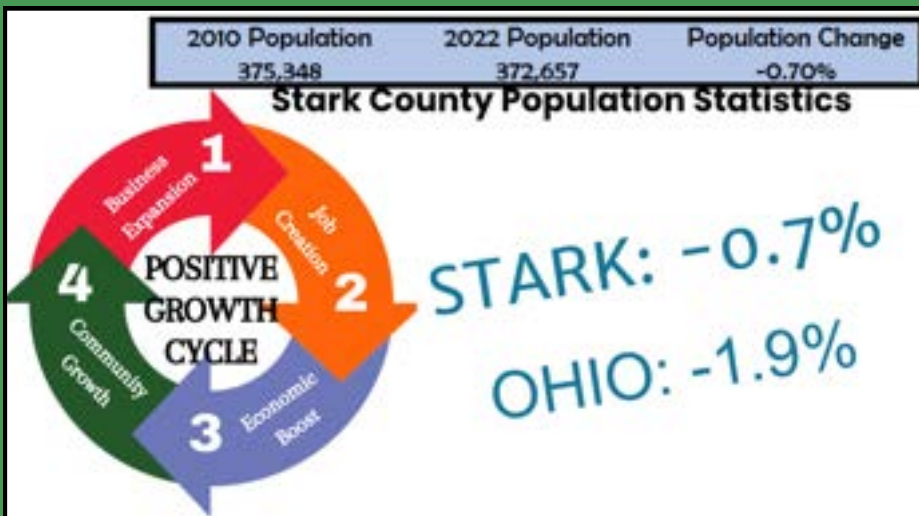 2010 Population 2022 Population Population Change
375,348 372,657 -0.70%
Stark County Population Statistics
1
Business
Expansion
Job
Creation
2
POSITIVE
GROWTH
CYCLE
4
Community
Growth
3
Economic
Boost
STARK: -0.7%
OHIO: -1.9%